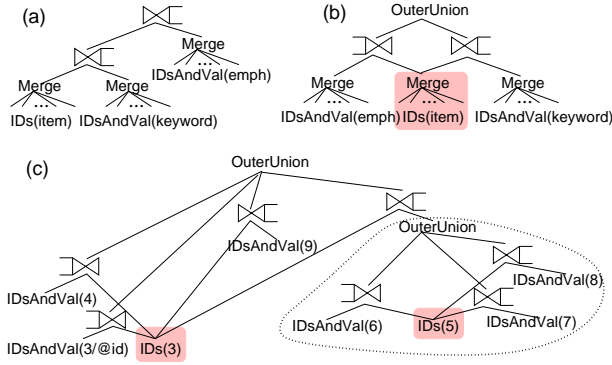 (a)
Merge
...
IDsAndVal(emph)
Merge
...
IDs(item)
Merge
...
IDsAndVal(keyword)
(b)
OuterUnion
Merge
...
IDsAndVal(emph)
Merge
...
IDs(item)
Merge
...
IDsAndVal(keyword)
(c)
OuterUnion
IDsAndVal(9)
OuterUnion
IDsAndVal(4)
IDsAndVal(8)
IDsAndVal(6)
IDs(5)
IDsAndVal(7)
IDsAndVal(3/@id)
IDs(3)